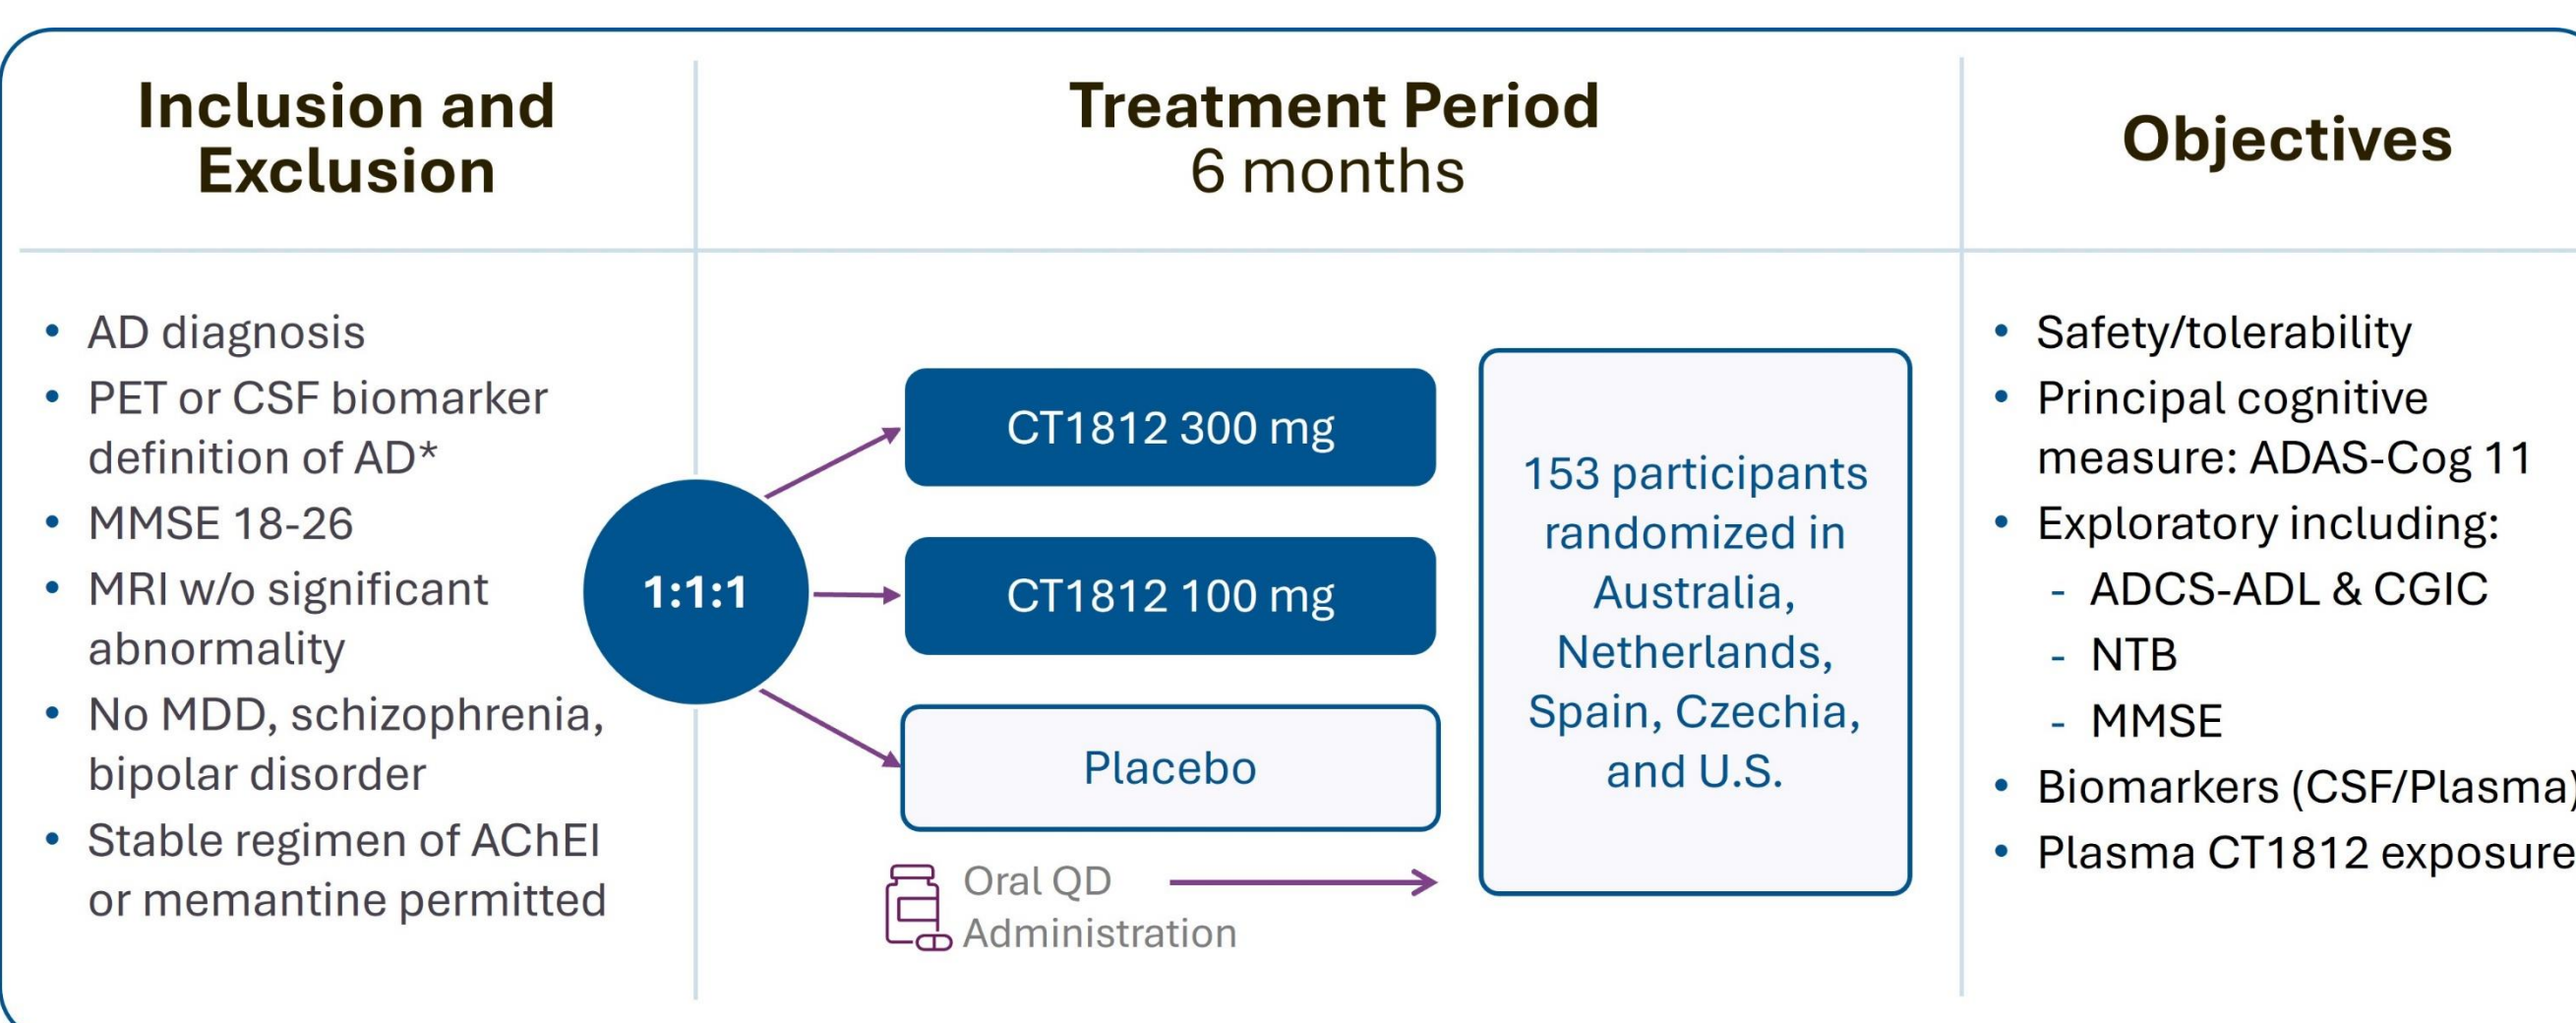 Inclusion and
Exclusion
Treatment Period
6 months
Objectives
• AD diagnosis
• PET or CSF biomarker
definition of AD*
• MMSE 18-26
• MRI w/o significant
abnormality
• No MDD, schizophrenia,
bipolar disorder
• Stable regimen of AChEI
or memantine permitted
1:1:1
CT1812 300 mg
CT1812 100 mg
Placebo
Oral QD
Administration
153 participants
randomized in
Australia,
Netherlands,
Spain, Czechia,
and U.S.
• Safety/tolerability
• Principal cognitive
measure: ADAS-Cog 11
• Exploratory including:
- ADCS-ADL & CGIC
- NTB
- MMSE
• Biomarkers (CSF/Plasma)
• Plasma CT1812 exposure